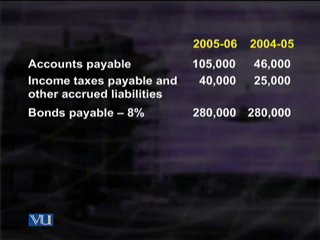 2005-06 2004-05
Accounts payable 105,000 46,000
Income taxes payable and 40,000 25,000
other accrued liabilities
Bonds payable – 8% 280,000 280,000
VU